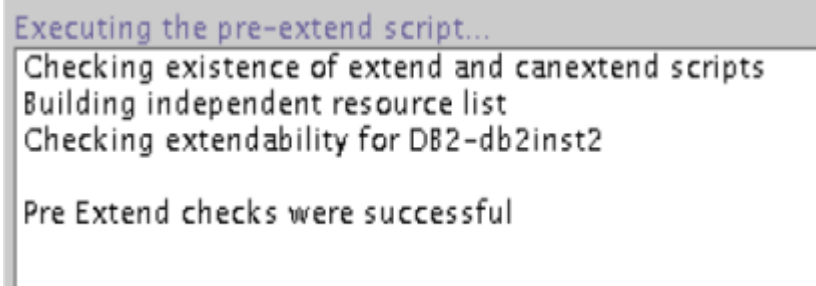 Executing the pre-extend script...
Checking existence of extend and canextend scripts
Building independent resource list
Checking extendability for DB2-db2inst2
Pre Extend checks were successful